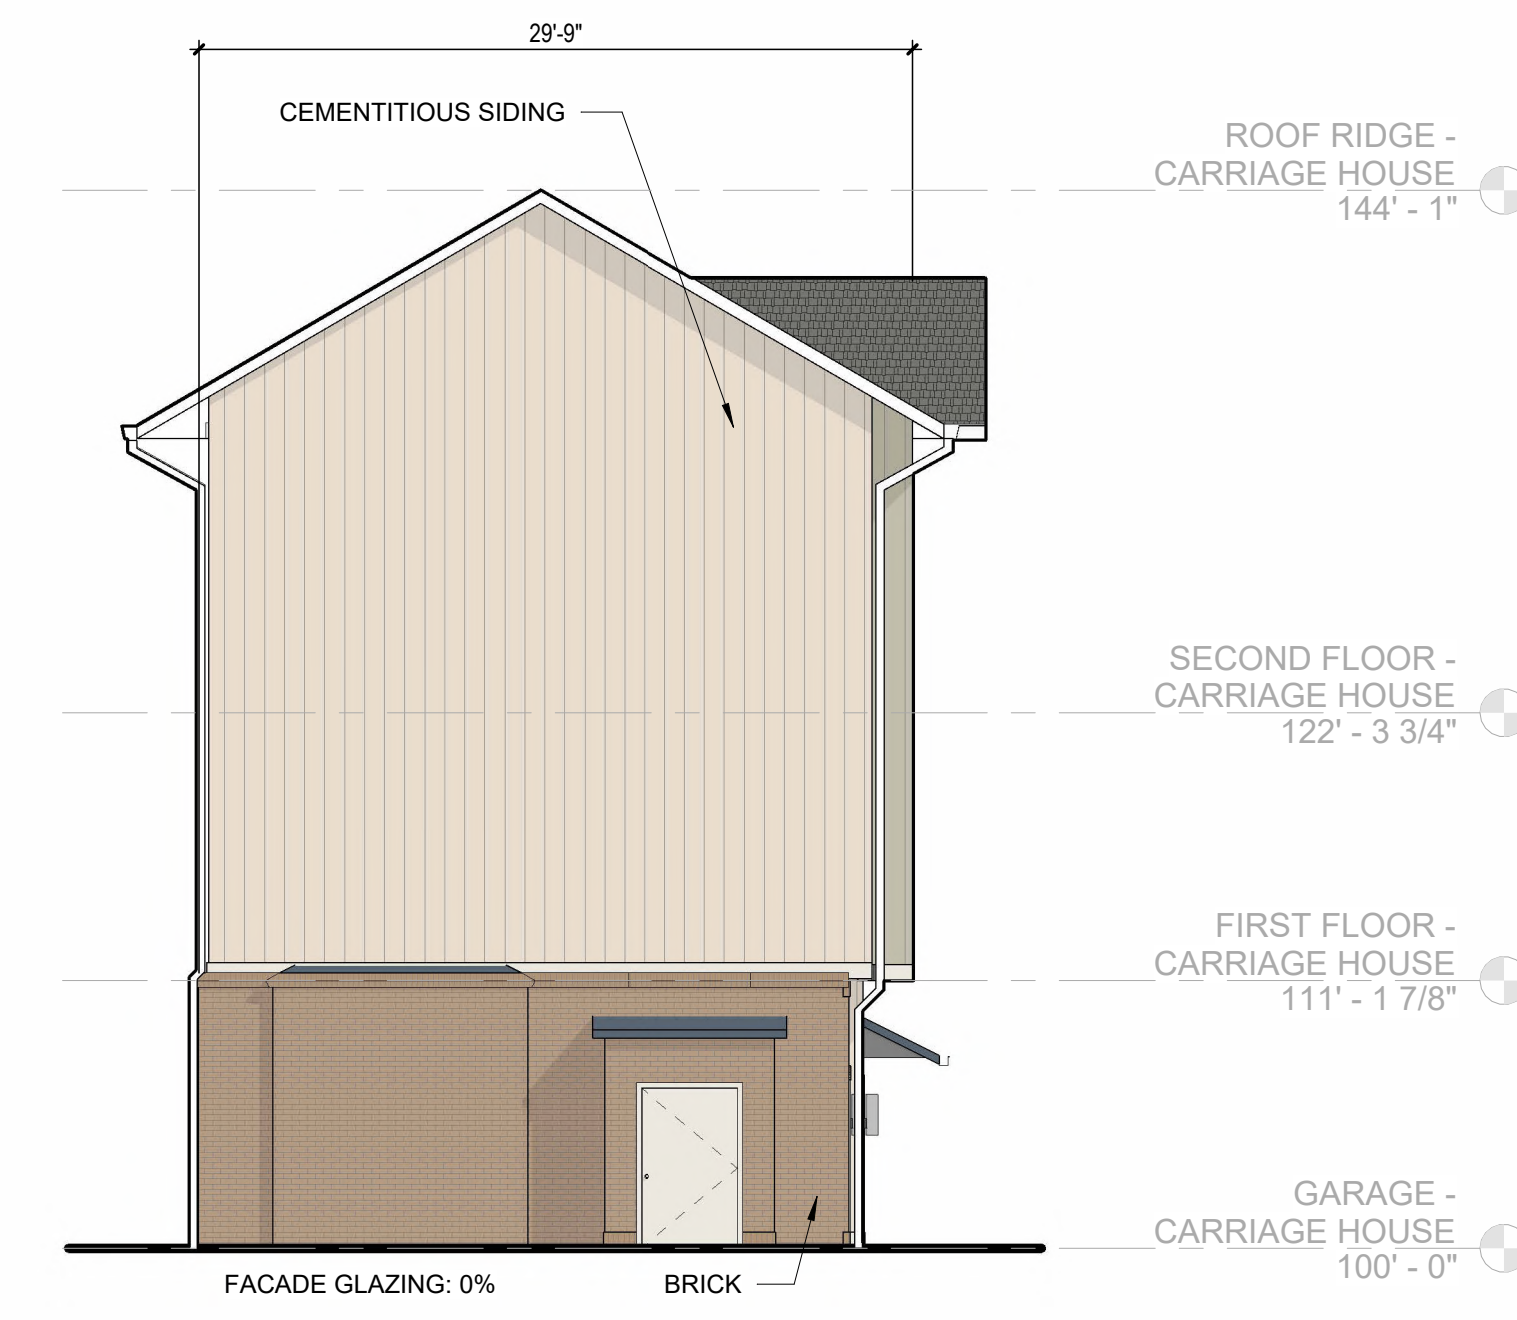 29'-9"
CEMENTITIOUS SIDING
ROOF RIDGE -
CARRIAGE HOUSE
144' - 1"
SECOND FLOOR -
CARRIAGE HOUSE
122' - 3 3/4"
FIRST FLOOR -
CARRIAGE HOUSE
111' - 1 7/8"
GARAGE -
CARRIAGE HOUSE
100' - 0"
FACADE GLAZING: 0%
BRICK